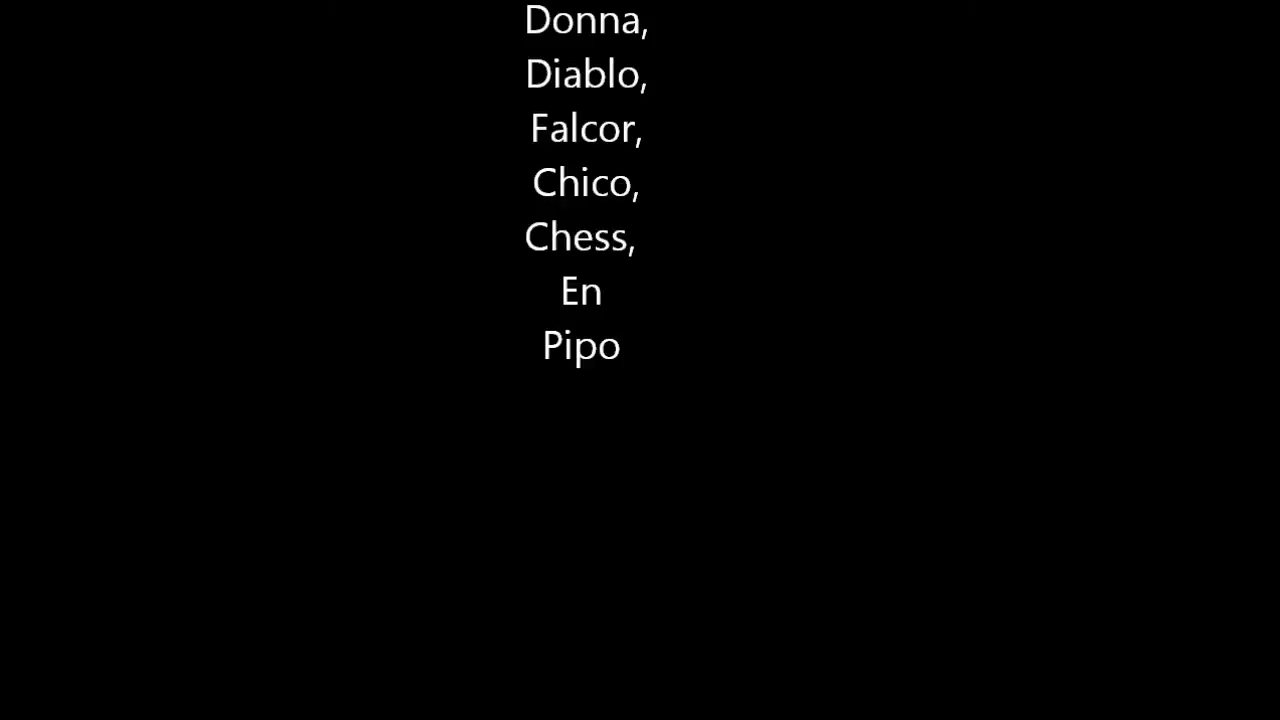 Donna,
Diablo,
Falcor,
Chico,
Chess,
En
Pipo